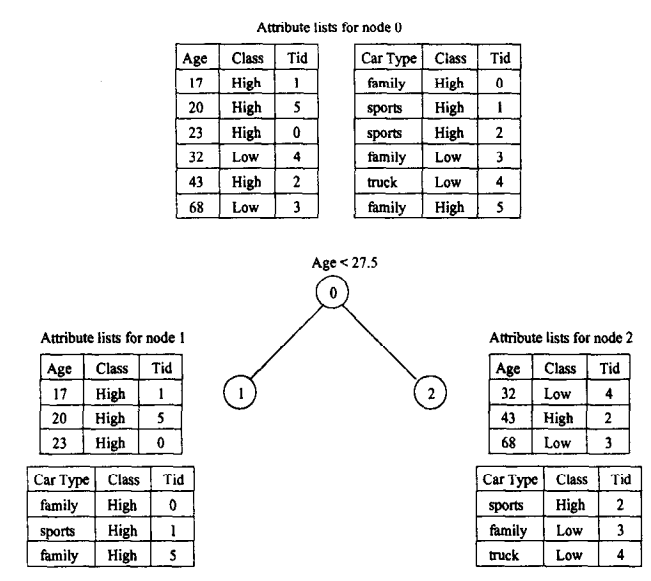 Attribute lists for node 0
Age Class Tid Car Type Class Tid
17 High 1 family High 0
20 High 5 sports High 1
23 High 0 sports High 2
32 Low 4 family Low 3
43 High 2 truck Low 4
68 Low 3 family High 5
Age < 27.5
0
Attribute lists for node 1
Age Class Tid
17 High 1
20 High 5
23 High 0
Car Type Class Tid
family High 0
sports High 1
family High 5
1
2
Attribute lists for node 2
Age Class Tid
32 Low 4
43 High 2
68 Low 3
Car Type Class Tid
sports High 2
family Low 3
truck Low 4